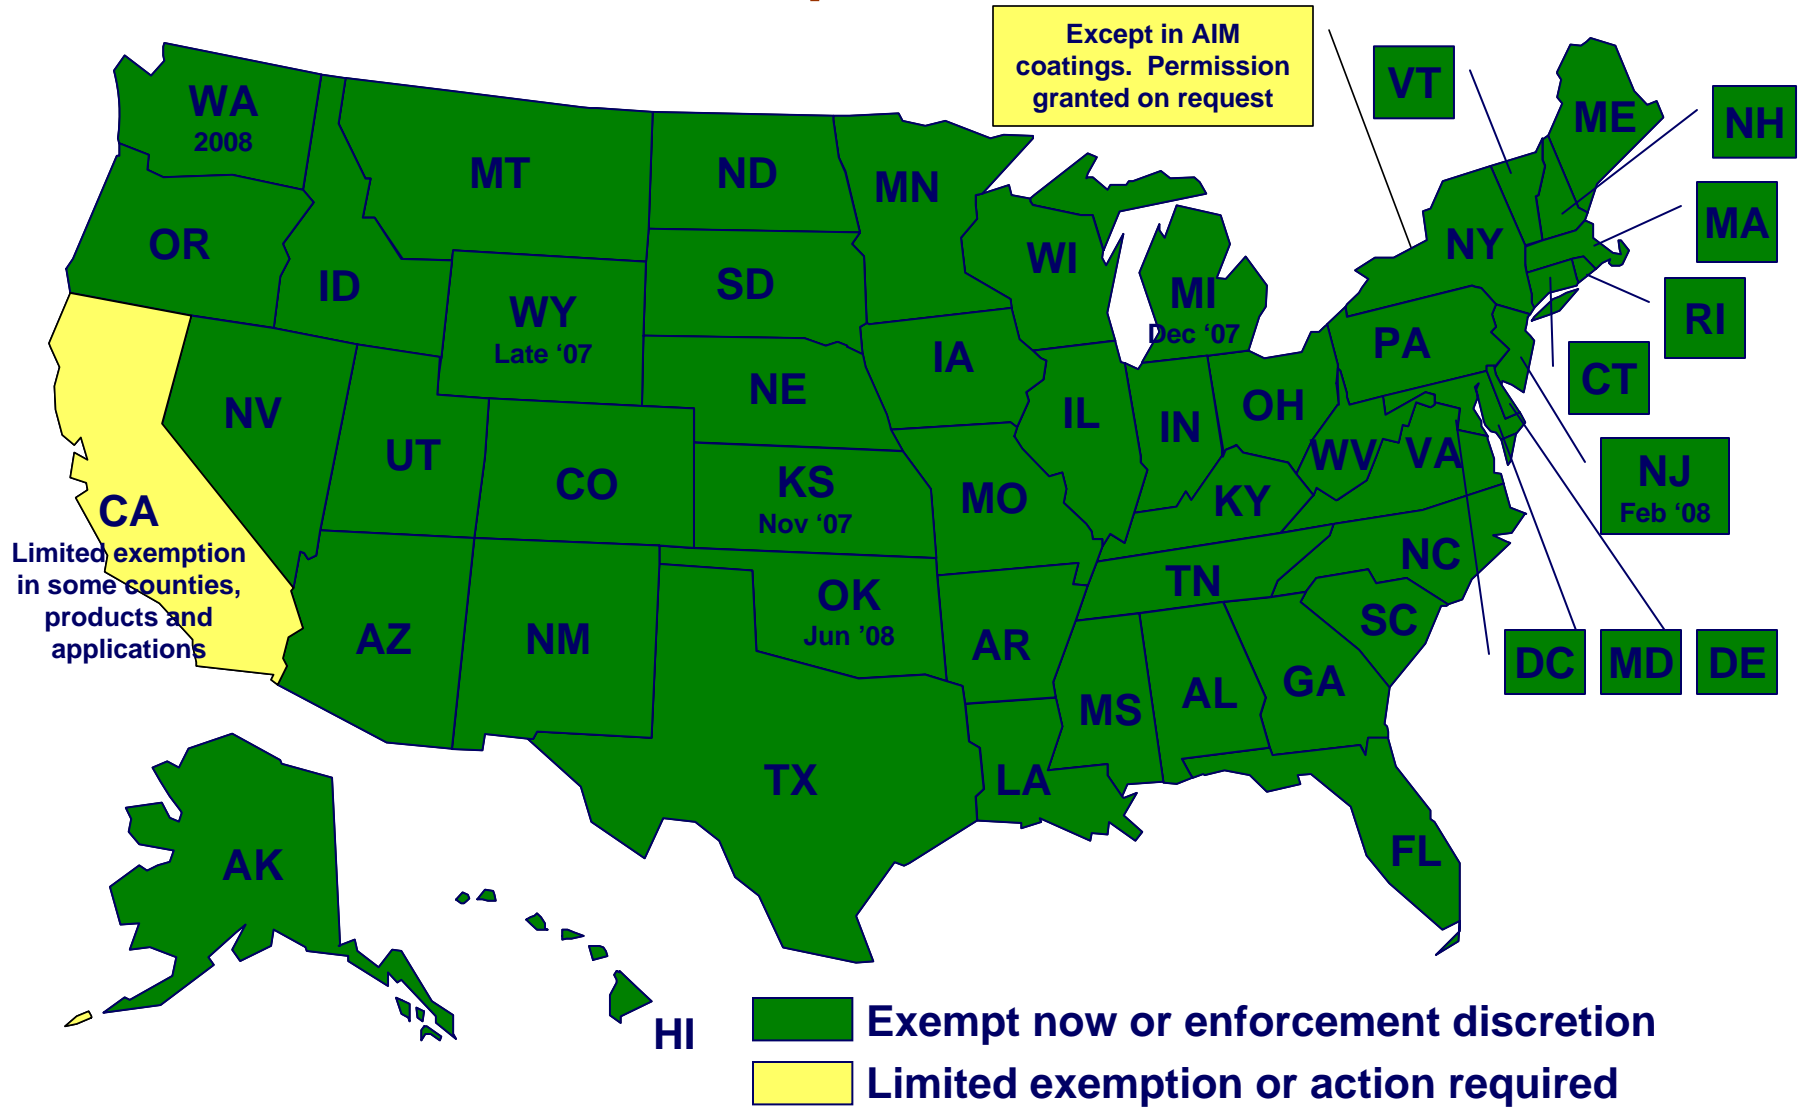 Except in AIM
coatings. Permission
granted on request
VT
ME
NH
WA
2008
MT
ND
MN
MA
OR
ID
SD
WI
NY
MI
Dec ‘07
WY
Late ‘07
RI
PA
IA
CT
NE
NV
IL
IN
OH
UT
CO
KS
Nov ‘07
MO
WV
VA
KY
NJ
Feb ‘08
CA
Limited exemption
in some counties,
products and
applications
NC
TN
OK
Jun ’08
SC
AZ
NM
AR
DC
MD
DE
GA
AL
MS
TX
LA
FL
AK
HI
Exempt now or enforcement discretion
Limited exemption or action required